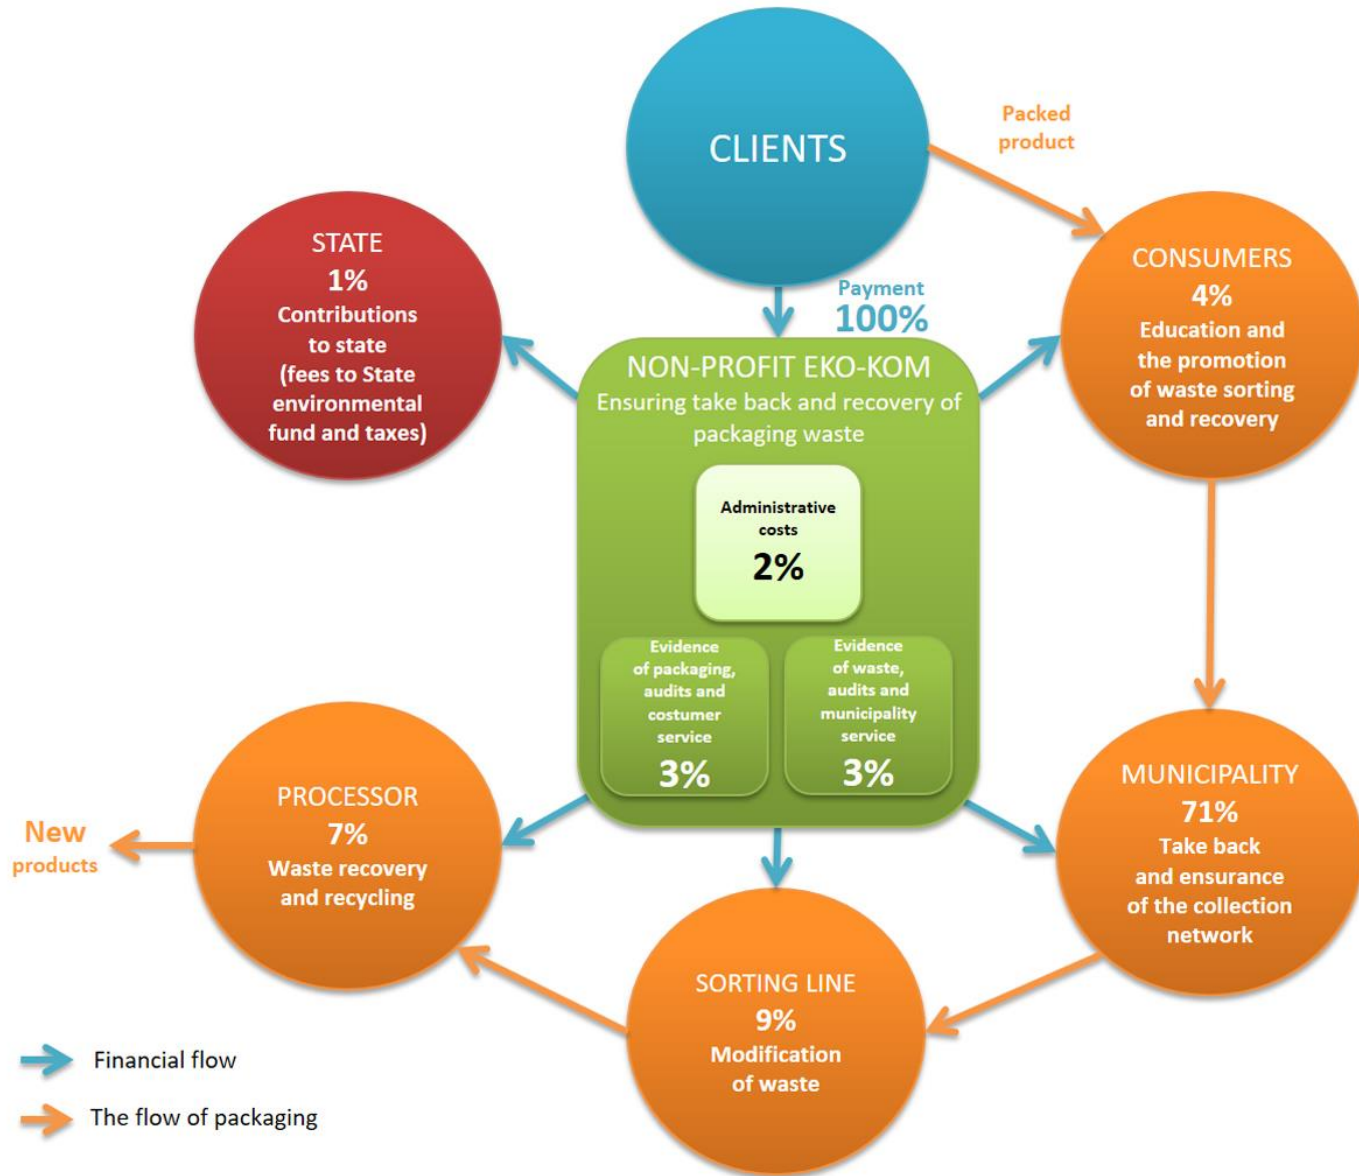 CLIENTS
Packed
product
STATE
1%
Contributions
to state
(fees to State
environmental
fund and taxes)
CONSUMERS
4%
Education and
the promotion
of waste sorting
and recovery
Payment
100%
NON-PROFIT EKO-KOM
Ensuring take back and recovery of
packaging waste
Administrative
costs
2%
Evidence
of packaging,
audits and
costumer
service
3%
Evidence
of waste,
audits and
municipality
service
3%
PROCESSOR
7%
Waste recovery
and recycling
New
products
MUNICIPALITY
71%
Take back
and ensurance
of the collection
network
SORTING LINE
9%
Modification
of waste
Financial flow
The flow of packaging